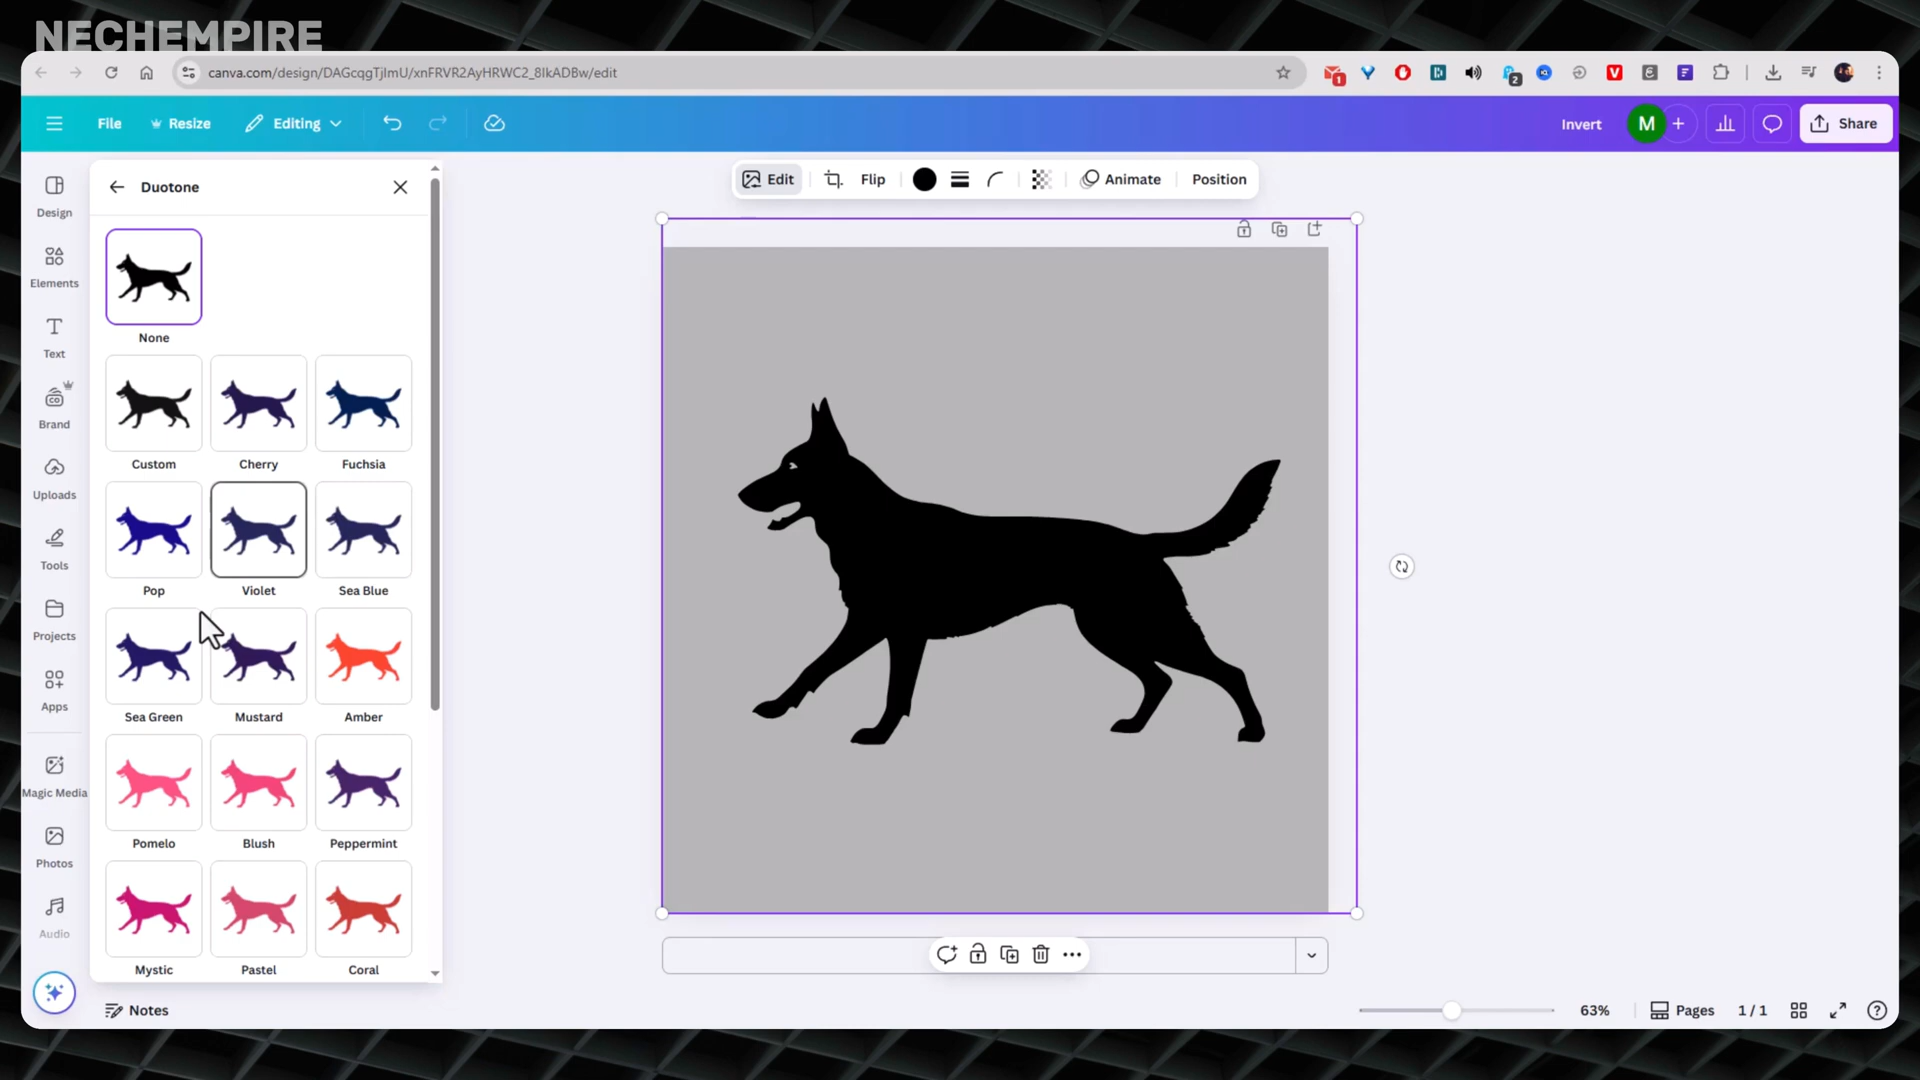 NECHEMPIRE
canva.com/design/DAGcqgTjImU/xnFRVR2AyHRWC2_8IkADBw/edit
1
2
File
Resize
Editing
Invert
M
Share
Design
Elements
Text
Brand
Uploads
Tools
Projects
Apps
Magic Media
Photos
Audio
Duotone
None
Custom
Cherry
Fuchsia
Pop
Violet
Sea Blue
Sea Green
Mustard
Amber
Pomelo
Blush
Peppermint
Mystic
Pastel
Coral
Edit
Flip
Animate
Position
Notes
63%
Pages
1 / 1